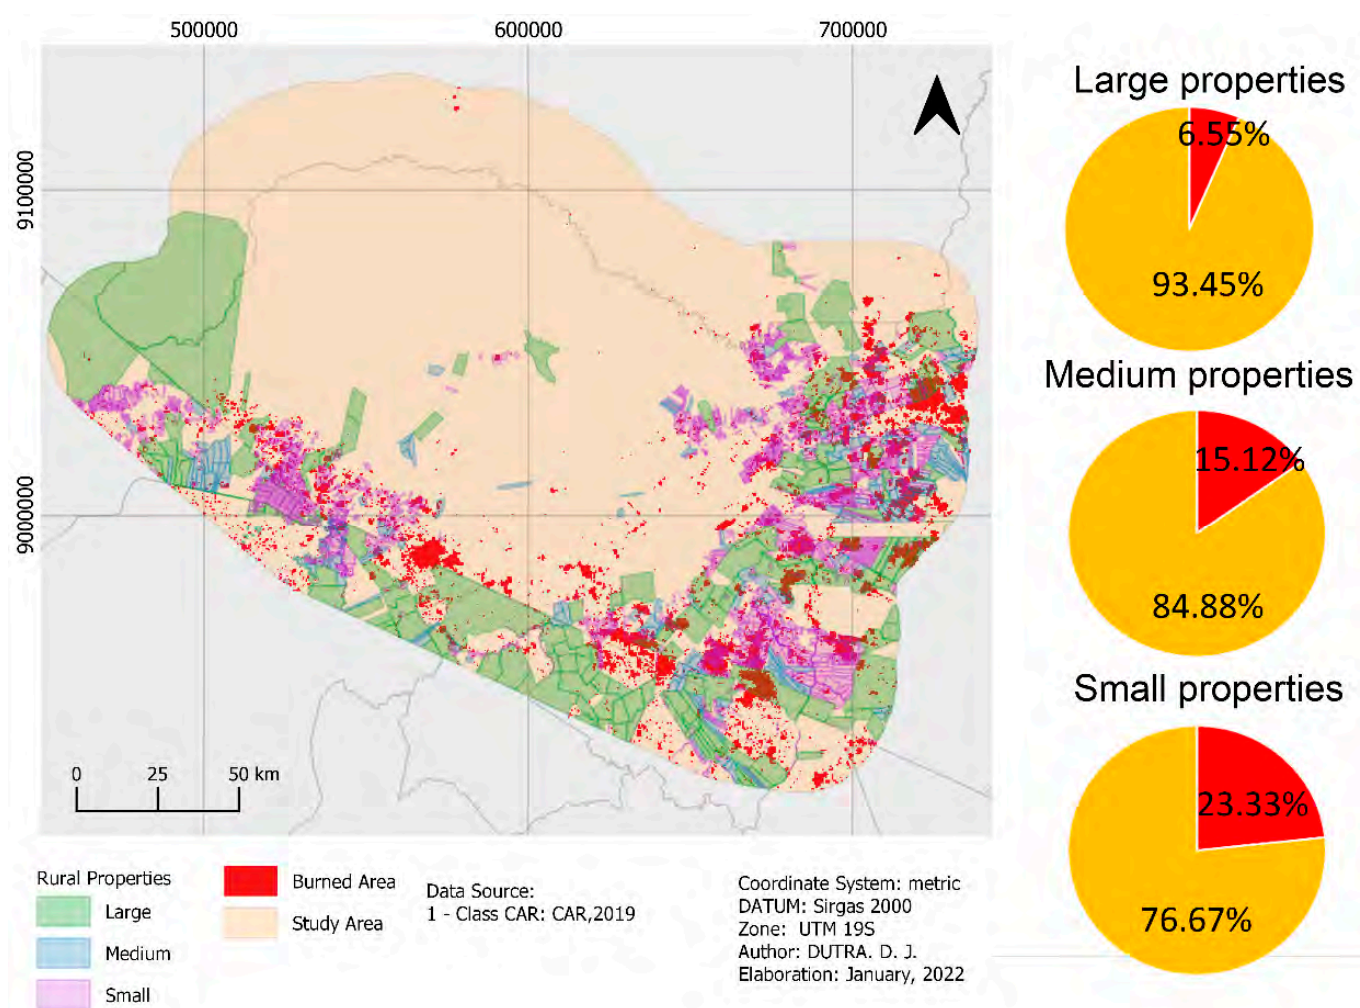 500000
600000
700000
9100000
9000000
0
25
50 km
Large properties
6.55%
93.45%
Medium properties
15.12%
84.88%
Small properties
23.33%
76.67%
Rural Properties
Large
Medium
Small
Burned Area
Study Area
Data Source:
1 - Class CAR: CAR,2019
Coordinate System: metric
DATUM: Sirgas 2000
Zone: UTM 19S
Author: DUTRA. D. J.
Elaboration: January, 2022